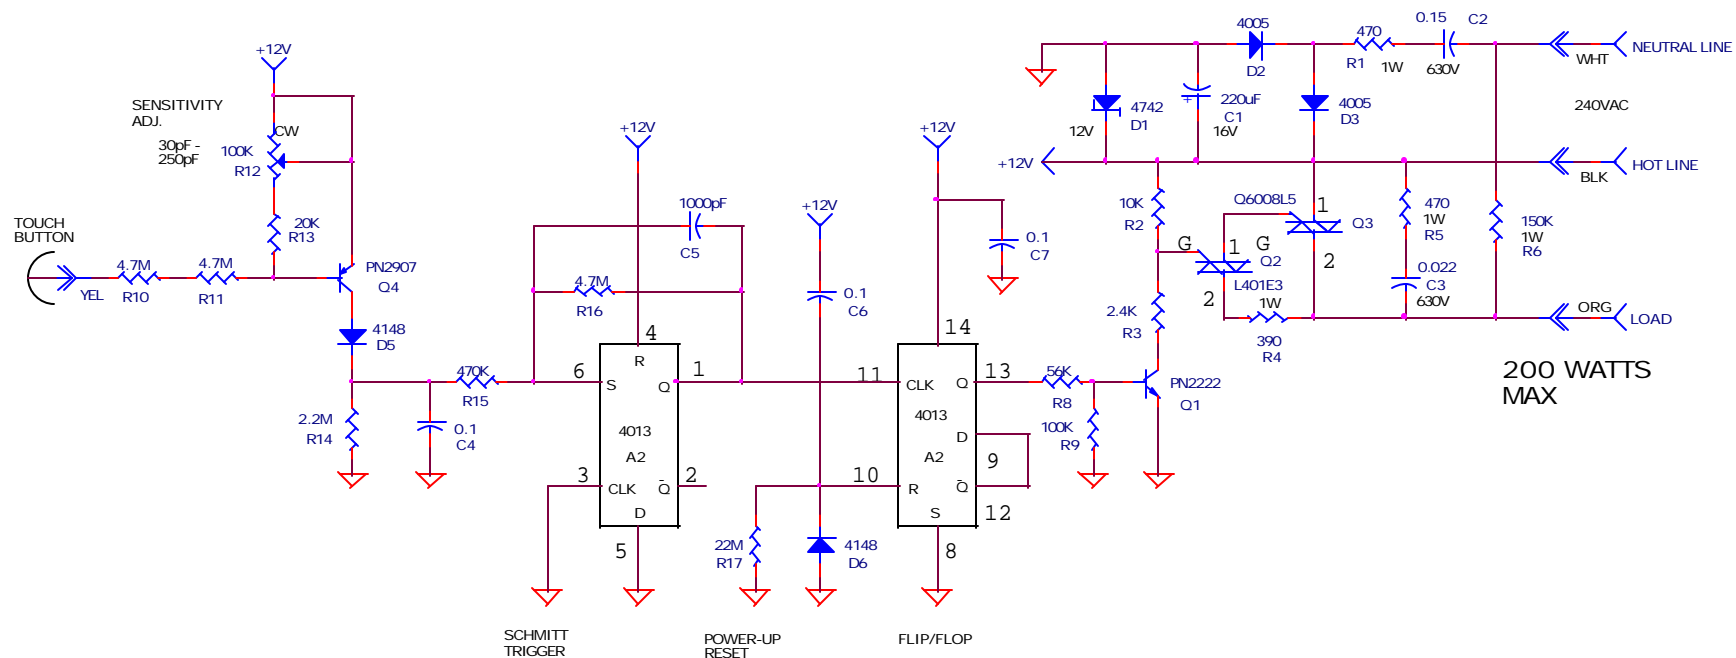 +12V
SENSITIVITY
ADJ.
30pF -
250pF
CW
100K
R12
20K
R13
TOUCH
BUTTON
YEL
4.7M
R10
4.7M
R11
PN2907
Q4
4148
D5
2.2M
R14
0.1
C4
470K
R15
+12V
1000pF
C5
4.7M
R16
4
R
6
S
1
Q
4013
A2
3
CLK
2
Q̄
D
5
SCHMITT
TRIGGER
+12V
0.1
C6
22M
R17
4148
D6
POWER-UP
RESET
+12V
0.1
C7
14
11
CLK
Q
13
4013
A2
D
9
10
R
Q̄
12
S
8
FLIP/FLOP
56K
R8
100K
R9
PN2222
Q1
10K
R2
2.4K
R3
G
1
G
Q2
2
L401E3
1W
390
R4
Q6008L5
1
Q3
2
+12V
12V
4742
D1
220uF
C1
+
16V
4005
D2
4005
D3
470
R1
1W
0.15
C2
630V
WHT
NEUTRAL LINE
240VAC
HOT LINE
BLK
470
1W
R5
0.022
C3
630V
150K
1W
R6
ORG
LOAD
200 WATTS
MAX